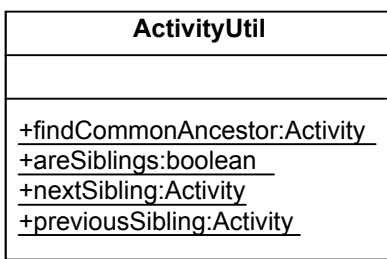 ActivityUtil
+findCommonAncestor:Activity
+areSiblings:boolean
+nextSibling:Activity
+previousSibling:Activity